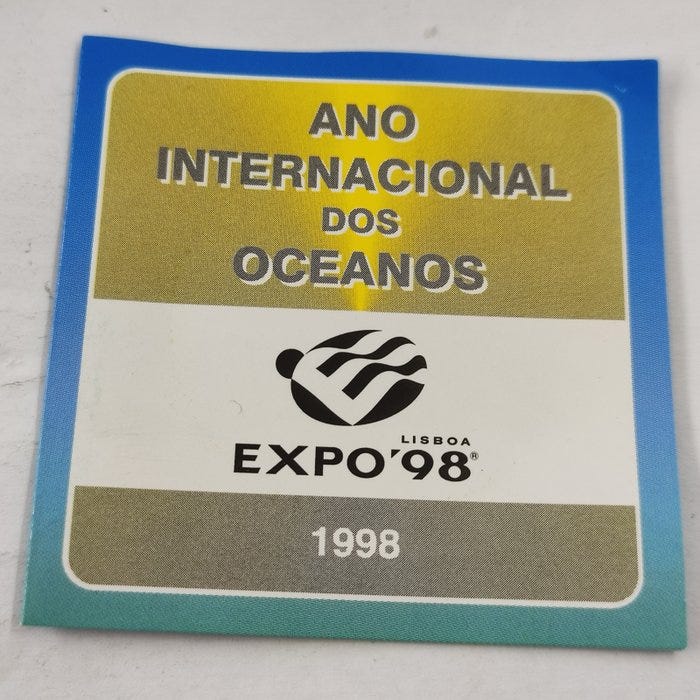 ANO
INTERNACIONAL
DOS
OCEANOS
LISBOA
EXPO'98®
1998